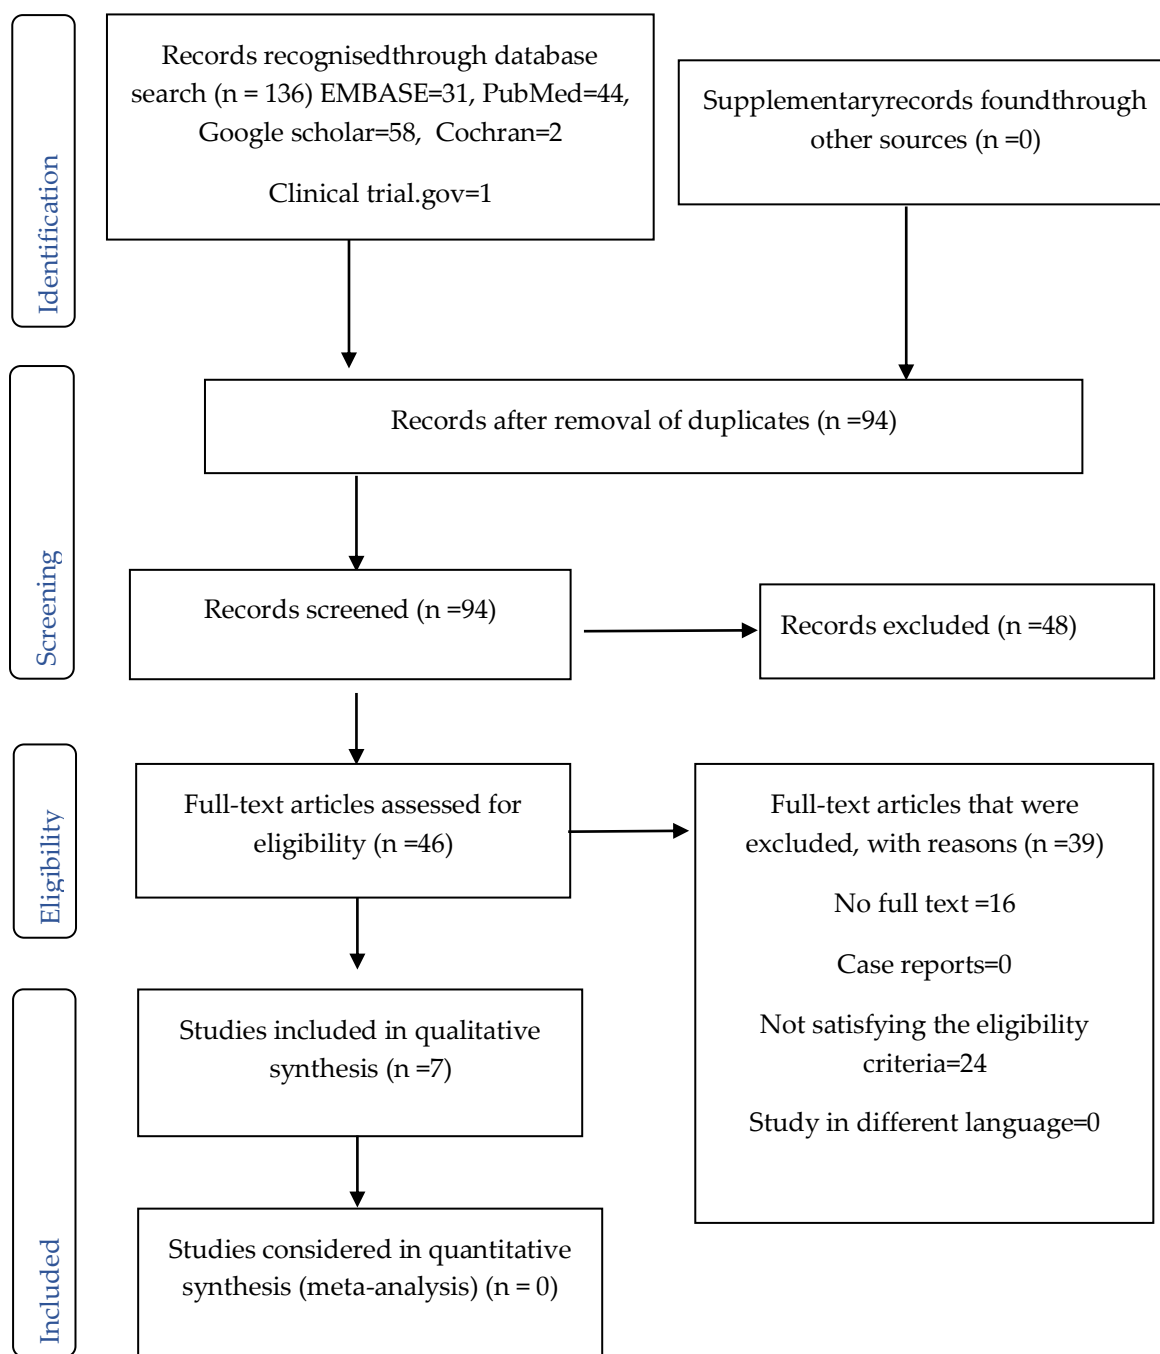 Identification
Records recognisedthrough database
search (n = 136) EMBASE=31, PubMed=44,
Google scholar=58, Cochran=2
Clinical trial.gov=1
Supplementaryrecords foundthrough
other sources (n =0)
Screening
Records after removal of duplicates (n =94)
Records screened (n =94)
Records excluded (n =48)
Eligibility
Full-text articles assessed for
eligibility (n =46)
Full-text articles that were
excluded, with reasons (n =39)
No full text =16
Case reports=0
Not satisfying the eligibility
criteria=24
Study in different language=0
Included
Studies included in qualitative
synthesis (n =7)
Studies considered in quantitative
synthesis (meta-analysis) (n = 0)